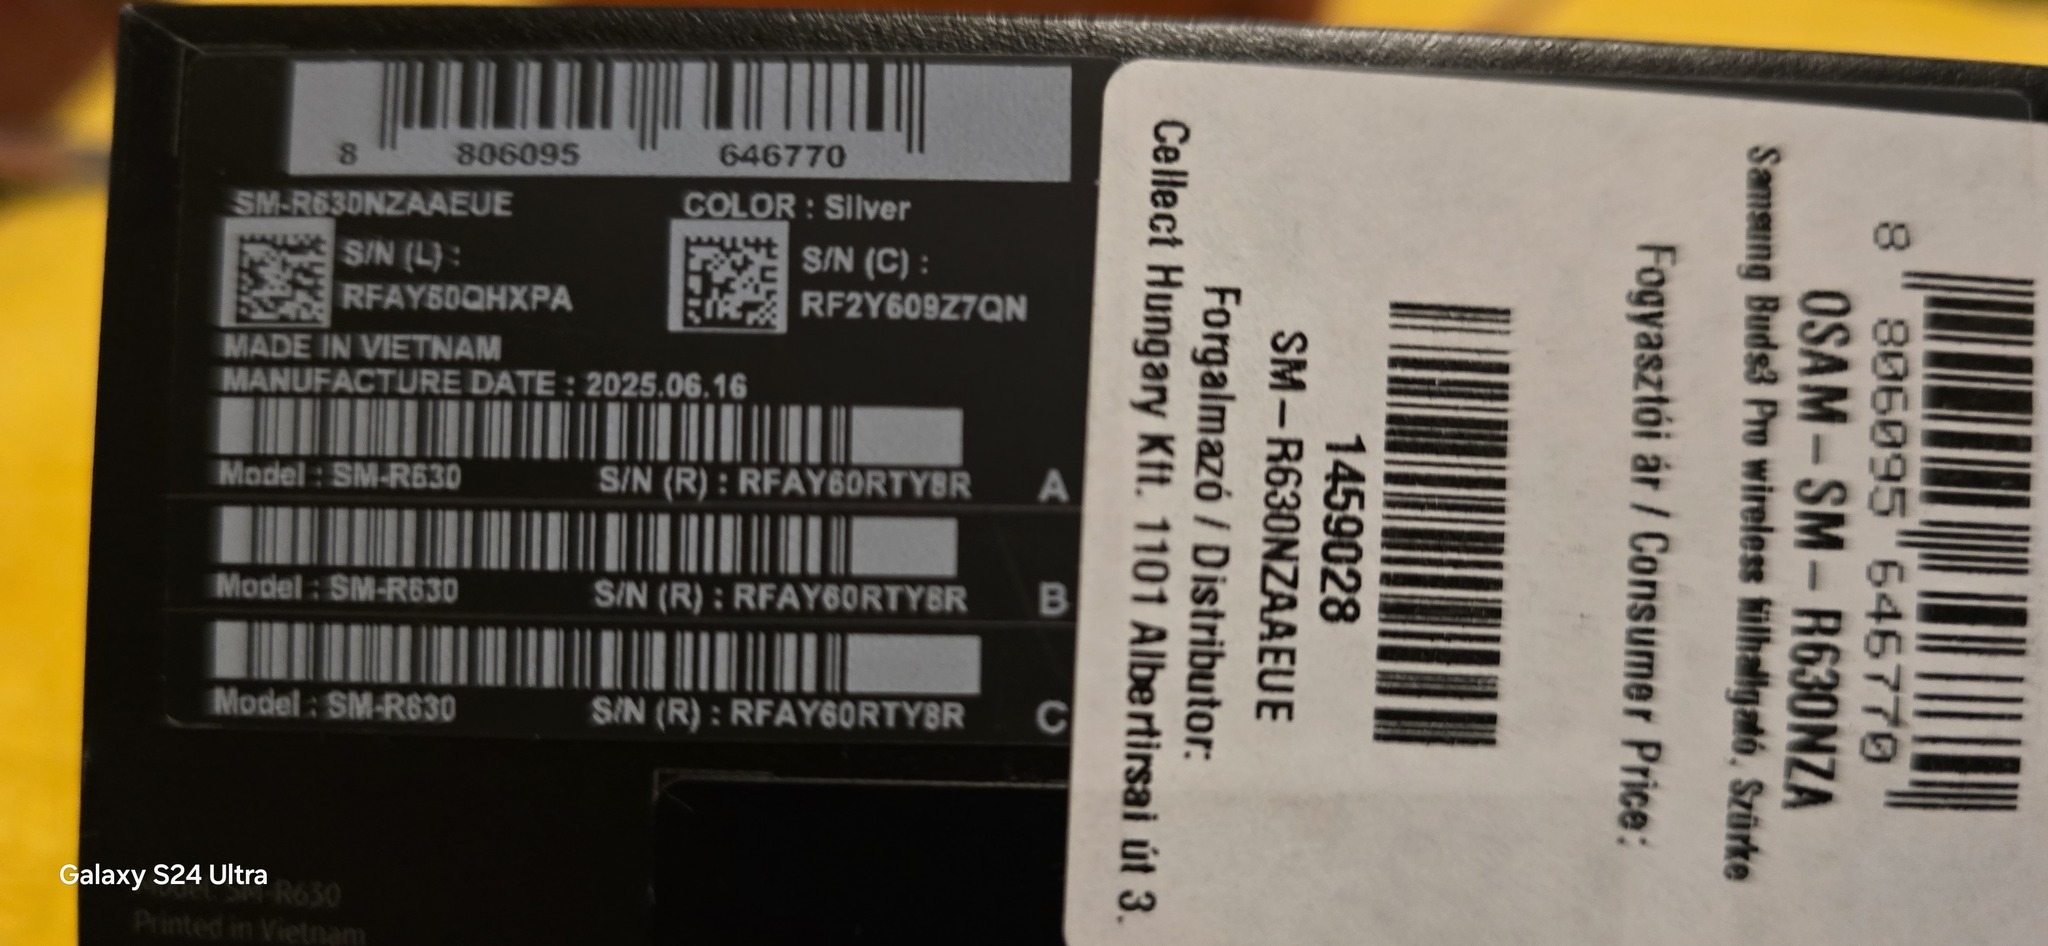 8 806095 646770
SM-R630NZAAEUE
COLOR : Silver
S/N (L) :
RFAY60QHXPA
S/N (C) :
RF2Y609Z7QN
MADE IN VIETNAM
MANUFACTURE DATE : 2025.06.16
Model : SM-R630 S/N (R) : RFAY60RTY8R A
Model : SM-R630 S/N (R) : RFAY60RTY8R B
Model : SM-R630 S/N (R) : RFAY60RTY8R C
SM-R630
Printed in Vietnam
8 806095 646770
OSAM-SM-R630NZA
Samsung Buds3 Pro wireless fülhallgató, Szürke
Fogyasztói ár / Consumer Price:
1459028
SM-R630NZAAEUE
Forgalmazó / Distributor:
Cellect Hungary Kft. 1101 Albertirsai út 3.
Galaxy S24 Ultra